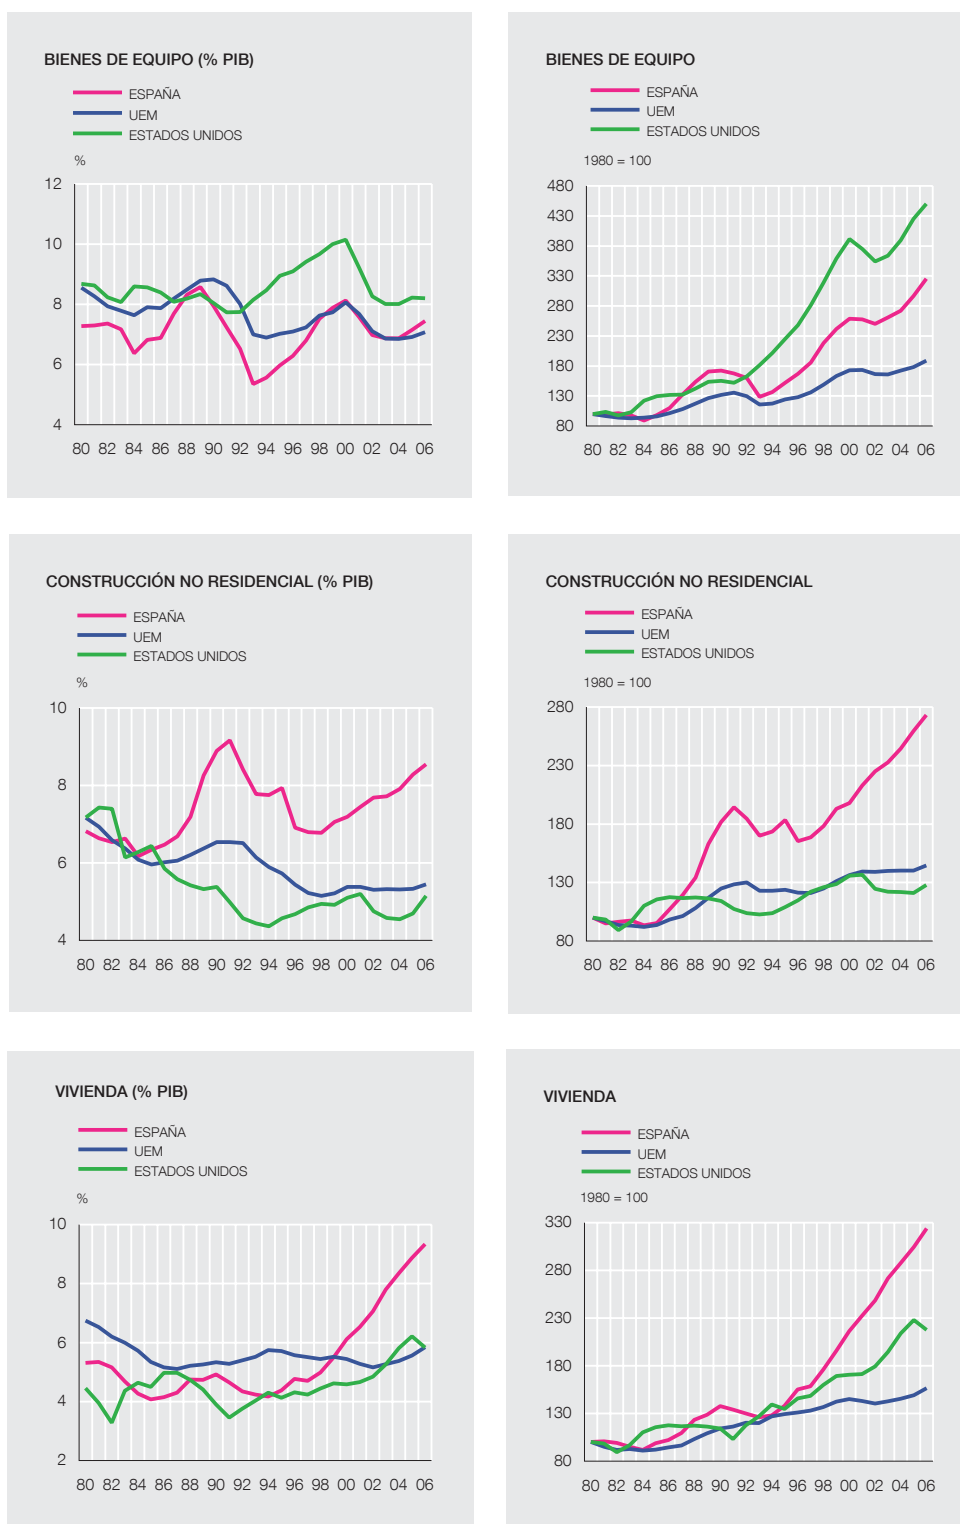 BIENES DE EQUIPO (% PIB)
ESPAÑA
UEM
ESTADOS UNIDOS
%
12
10
8
6
4
80 82 84 86 88 90 92 94 96 98 00 02 04 06
BIENES DE EQUIPO
ESPAÑA
UEM
ESTADOS UNIDOS
1980 = 100
480
430
380
330
280
230
180
130
80
80 82 84 86 88 90 92 94 96 98 00 02 04 06
CONSTRUCCIÓN NO RESIDENCIAL (% PIB)
ESPAÑA
UEM
ESTADOS UNIDOS
%
10
8
6
4
80 82 84 86 88 90 92 94 96 98 00 02 04 06
CONSTRUCCIÓN NO RESIDENCIAL
ESPAÑA
UEM
ESTADOS UNIDOS
1980 = 100
280
230
180
130
80
80 82 84 86 88 90 92 94 96 98 00 02 04 06
VIVIENDA (% PIB)
ESPAÑA
UEM
ESTADOS UNIDOS
%
10
8
6
4
2
80 82 84 86 88 90 92 94 96 98 00 02 04 06
VIVIENDA
ESPAÑA
UEM
ESTADOS UNIDOS
1980 = 100
330
280
230
180
130
80
80 82 84 86 88 90 92 94 96 98 00 02 04 06